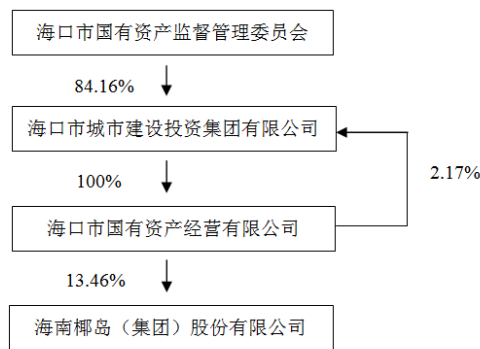 海口市国有资产监督管理委员会
84.16%
海口市城市建设投资集团有限公司
100%
2.17%
海口市国有资产经营有限公司
13.46%
海南椰岛（集团）股份有限公司